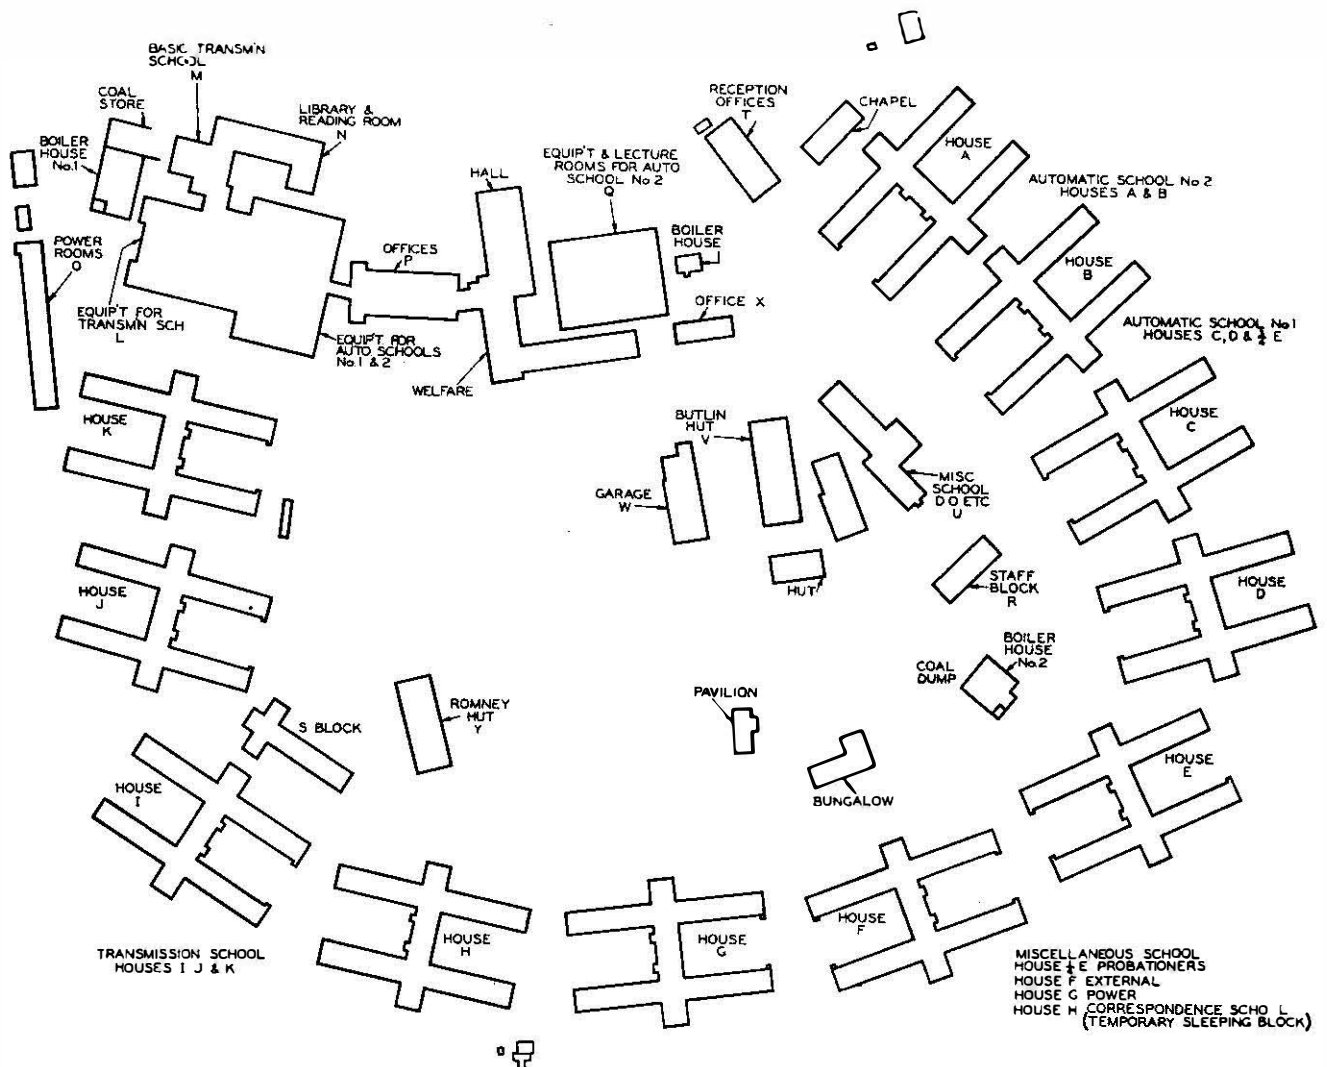 BASIC TRANSM'N
SCHOOL
M
COAL
STORE
LIBRARY &
READING ROOM
N
BOILER
HOUSE
No.1
RECEPTION
OFFICES
T
CHAPEL
HOUSE
A
EQUIP'T & LECTURE
ROOMS FOR AUTO
SCHOOL No 2
Q
HALL
AUTOMATIC SCHOOL No 2
HOUSES A & B
POWER
ROOMS
O
OFFICES
P
BOILER
HOUSE
HOUSE
B
EQUIP'T FOR
TRANSM'N SCH
L
OFFICE X
EQUIP'T FOR
AUTO SCHOOLS
No.1 & 2
AUTOMATIC SCHOOL No 1
HOUSES C, D & ½ E
WELFARE
HOUSE
K
BUTLIN
HUT
V
HOUSE
C
GARAGE
W
MISC
SCHOOL
D O ETC
U
HOUSE
J
HUT
STAFF
BLOCK
R
HOUSE
D
BOILER
HOUSE
No.2
COAL
DUMP
S BLOCK
ROMNEY
HUT
Y
PAVILION
HOUSE
I
BUNGALOW
HOUSE
E
HOUSE
F
HOUSE
H
HOUSE
G
TRANSMISSION SCHOOL
HOUSES I J & K
MISCELLANEOUS SCHOOL
HOUSE ½ E PROBATIONERS
HOUSE F EXTERNAL
HOUSE G POWER
HOUSE H CORRESPONDENCE SCHO L
(TEMPORARY SLEEPING BLOCK)